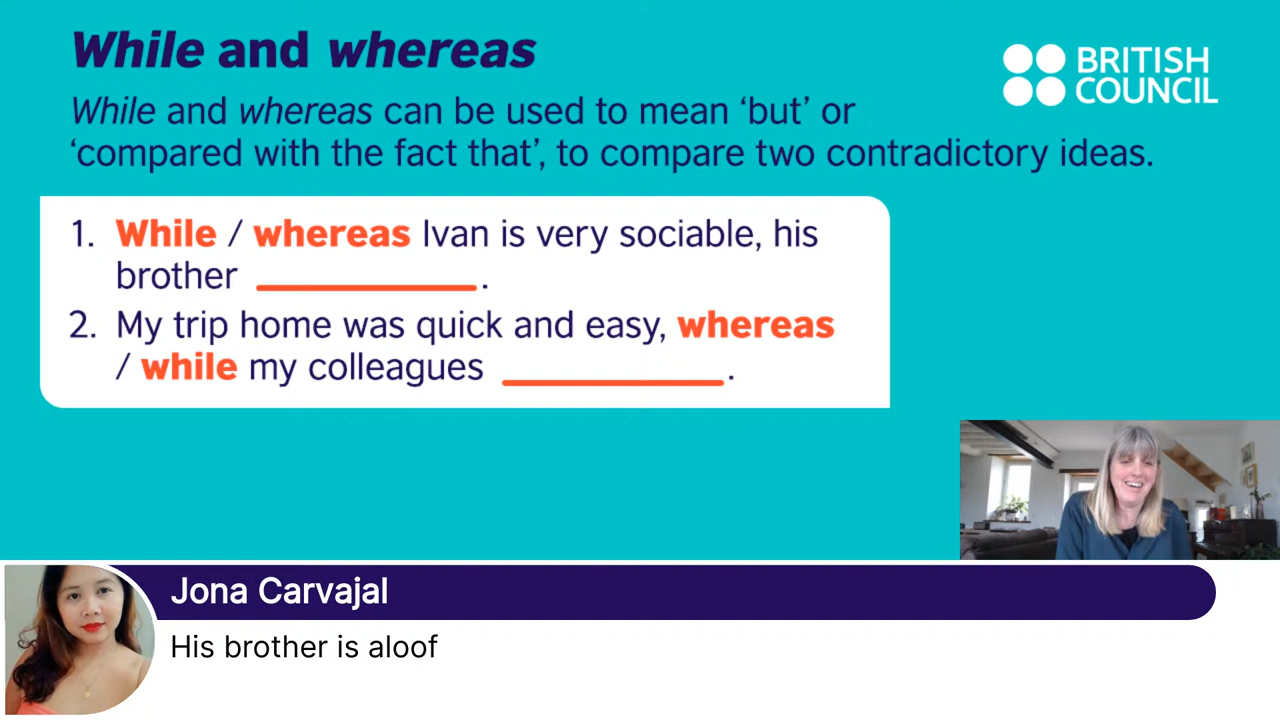 While and whereas
BRITISH
COUNCIL
While and whereas can be used to mean ‘but’ or
‘compared with the fact that’, to compare two contradictory ideas.
1. While / whereas Ivan is very sociable, his
brother ____________.
2. My trip home was quick and easy, whereas
/ while my colleagues ____________.
Jona Carvajal
His brother is aloof